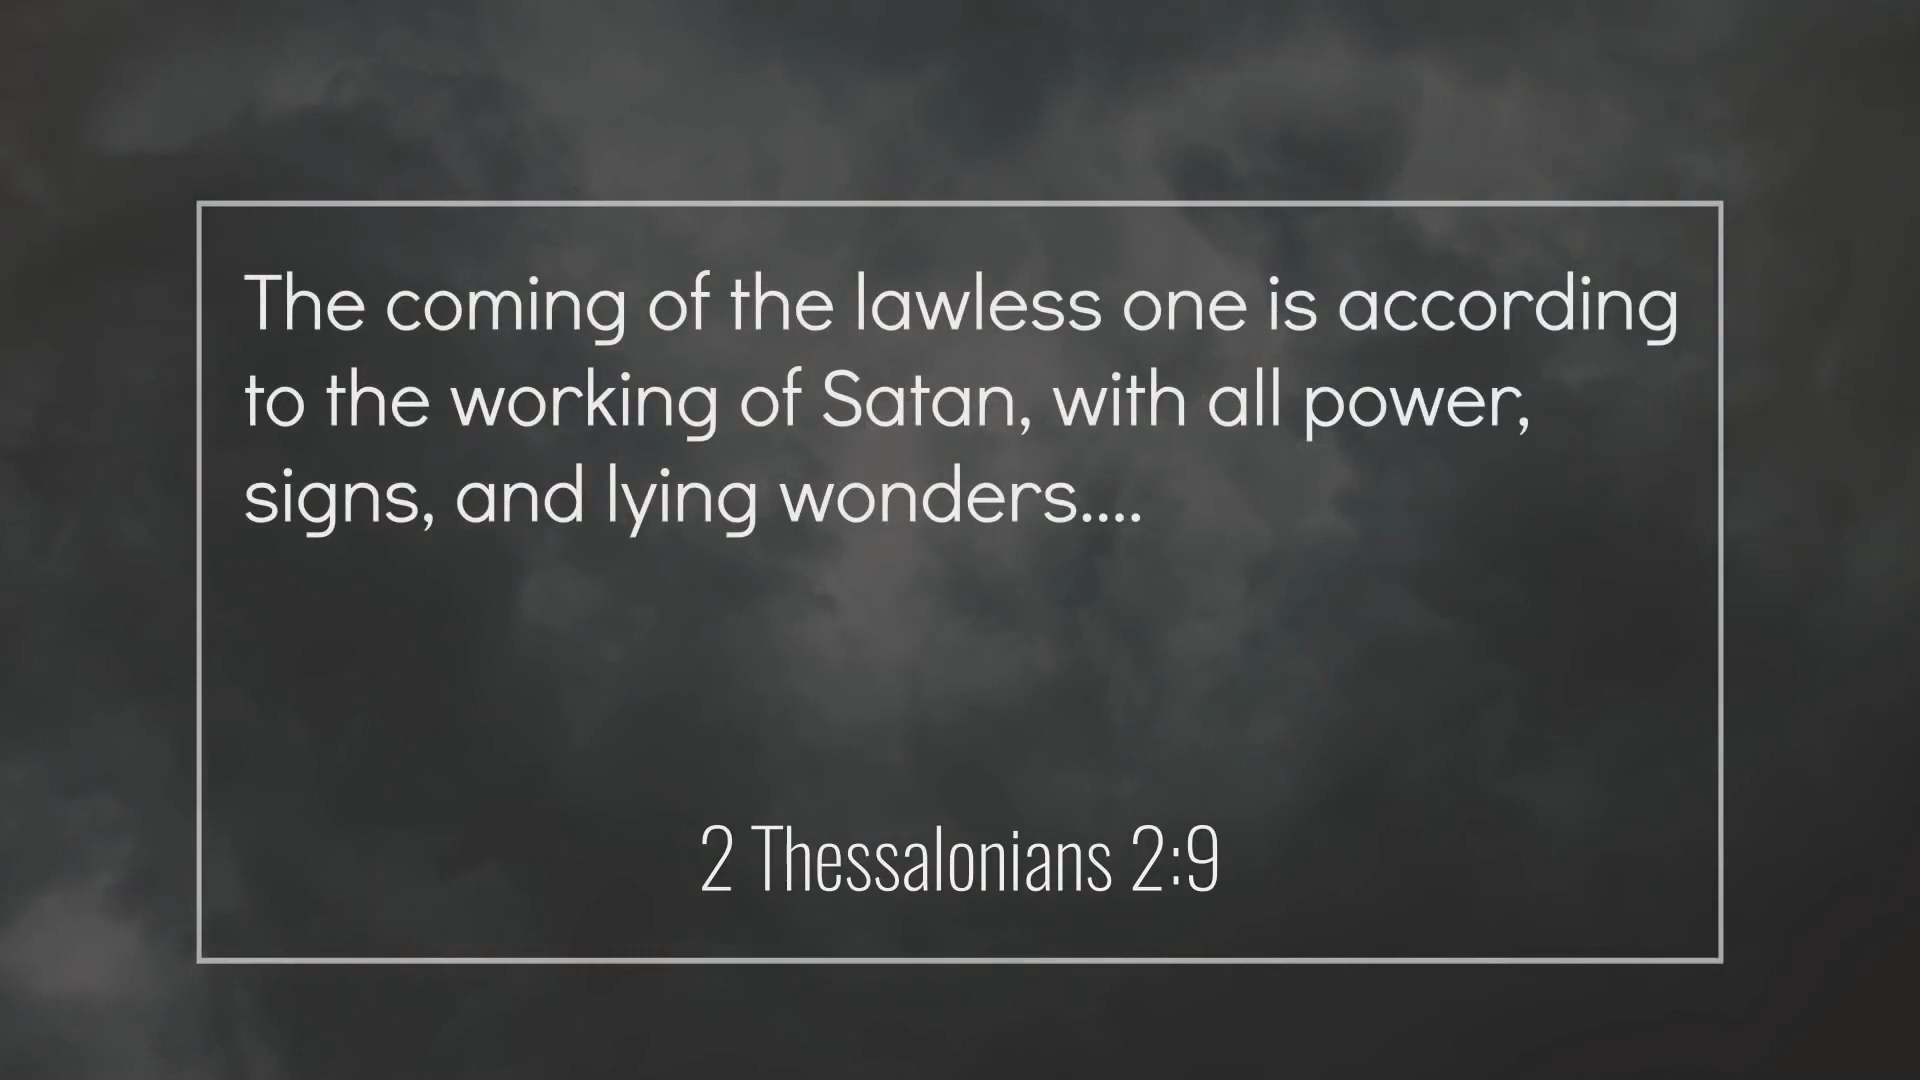 The coming of the lawless one is according
to the working of Satan, with all power,
signs, and lying wonders....
2 Thessalonians 2:9